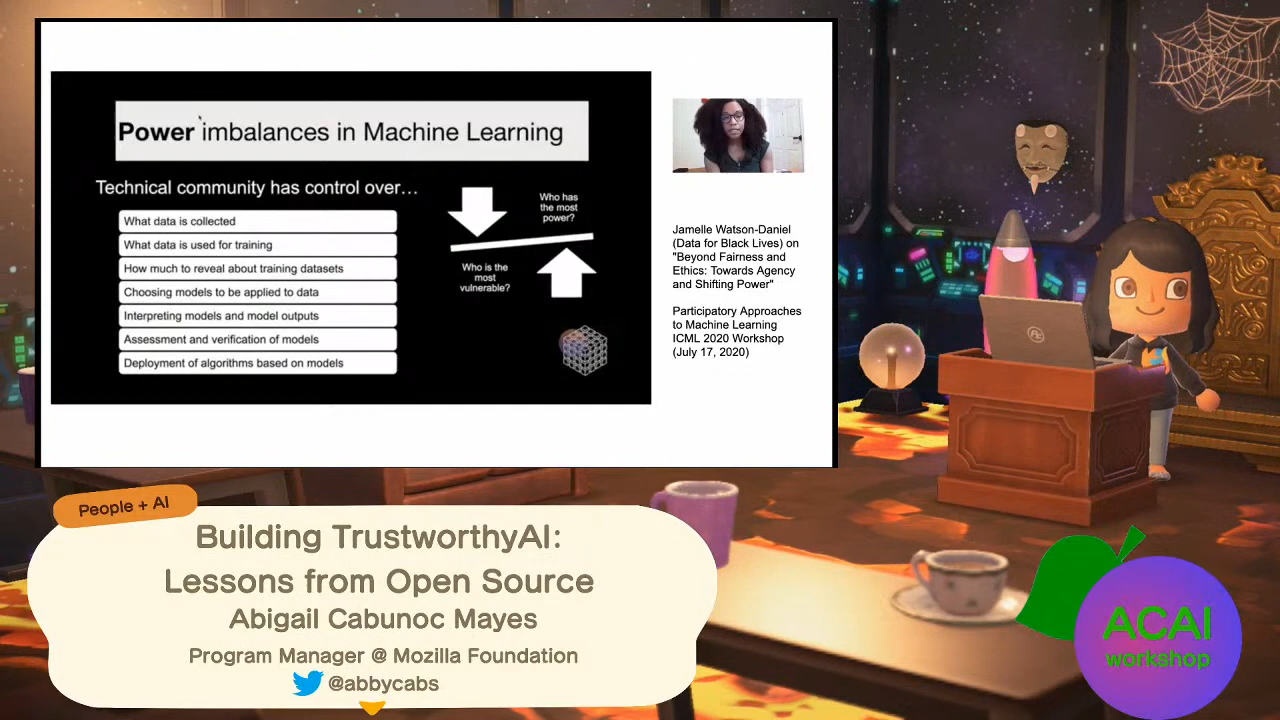 Power imbalances in Machine Learning
Technical community has control over…
What data is collected
What data is used for training
How much to reveal about training datasets
Choosing models to be applied to data
Interpreting models and model outputs
Assessment and verification of models
Deployment of algorithms based on models
Who has
the most
power?
Who is the
most
vulnerable?
Jamelle Watson-Daniel
(Data for Black Lives) on
"Beyond Fairness and
Ethics: Towards Agency
and Shifting Power"
Participatory Approaches
to Machine Learning
ICML 2020 Workshop
(July 17, 2020)
People + AI
Building TrustworthyAI:
Lessons from Open Source
Abigail Cabunoc Mayes
Program Manager @ Mozilla Foundation
@abbycabs
ACAI
workshop